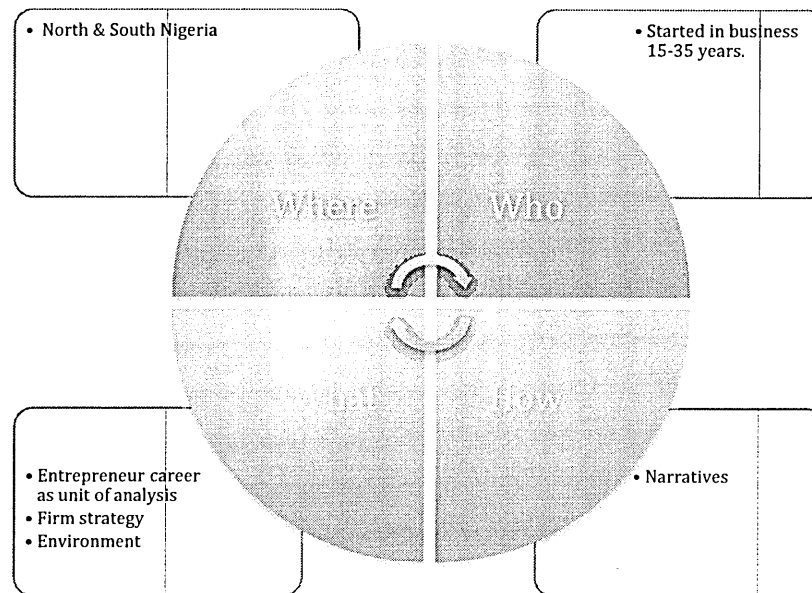 • North & South Nigeria
• Started in business
15-35 years.
Where
Who
What
How
• Entrepreneur career
as unit of analysis
• Firm strategy
• Environment
• Narratives